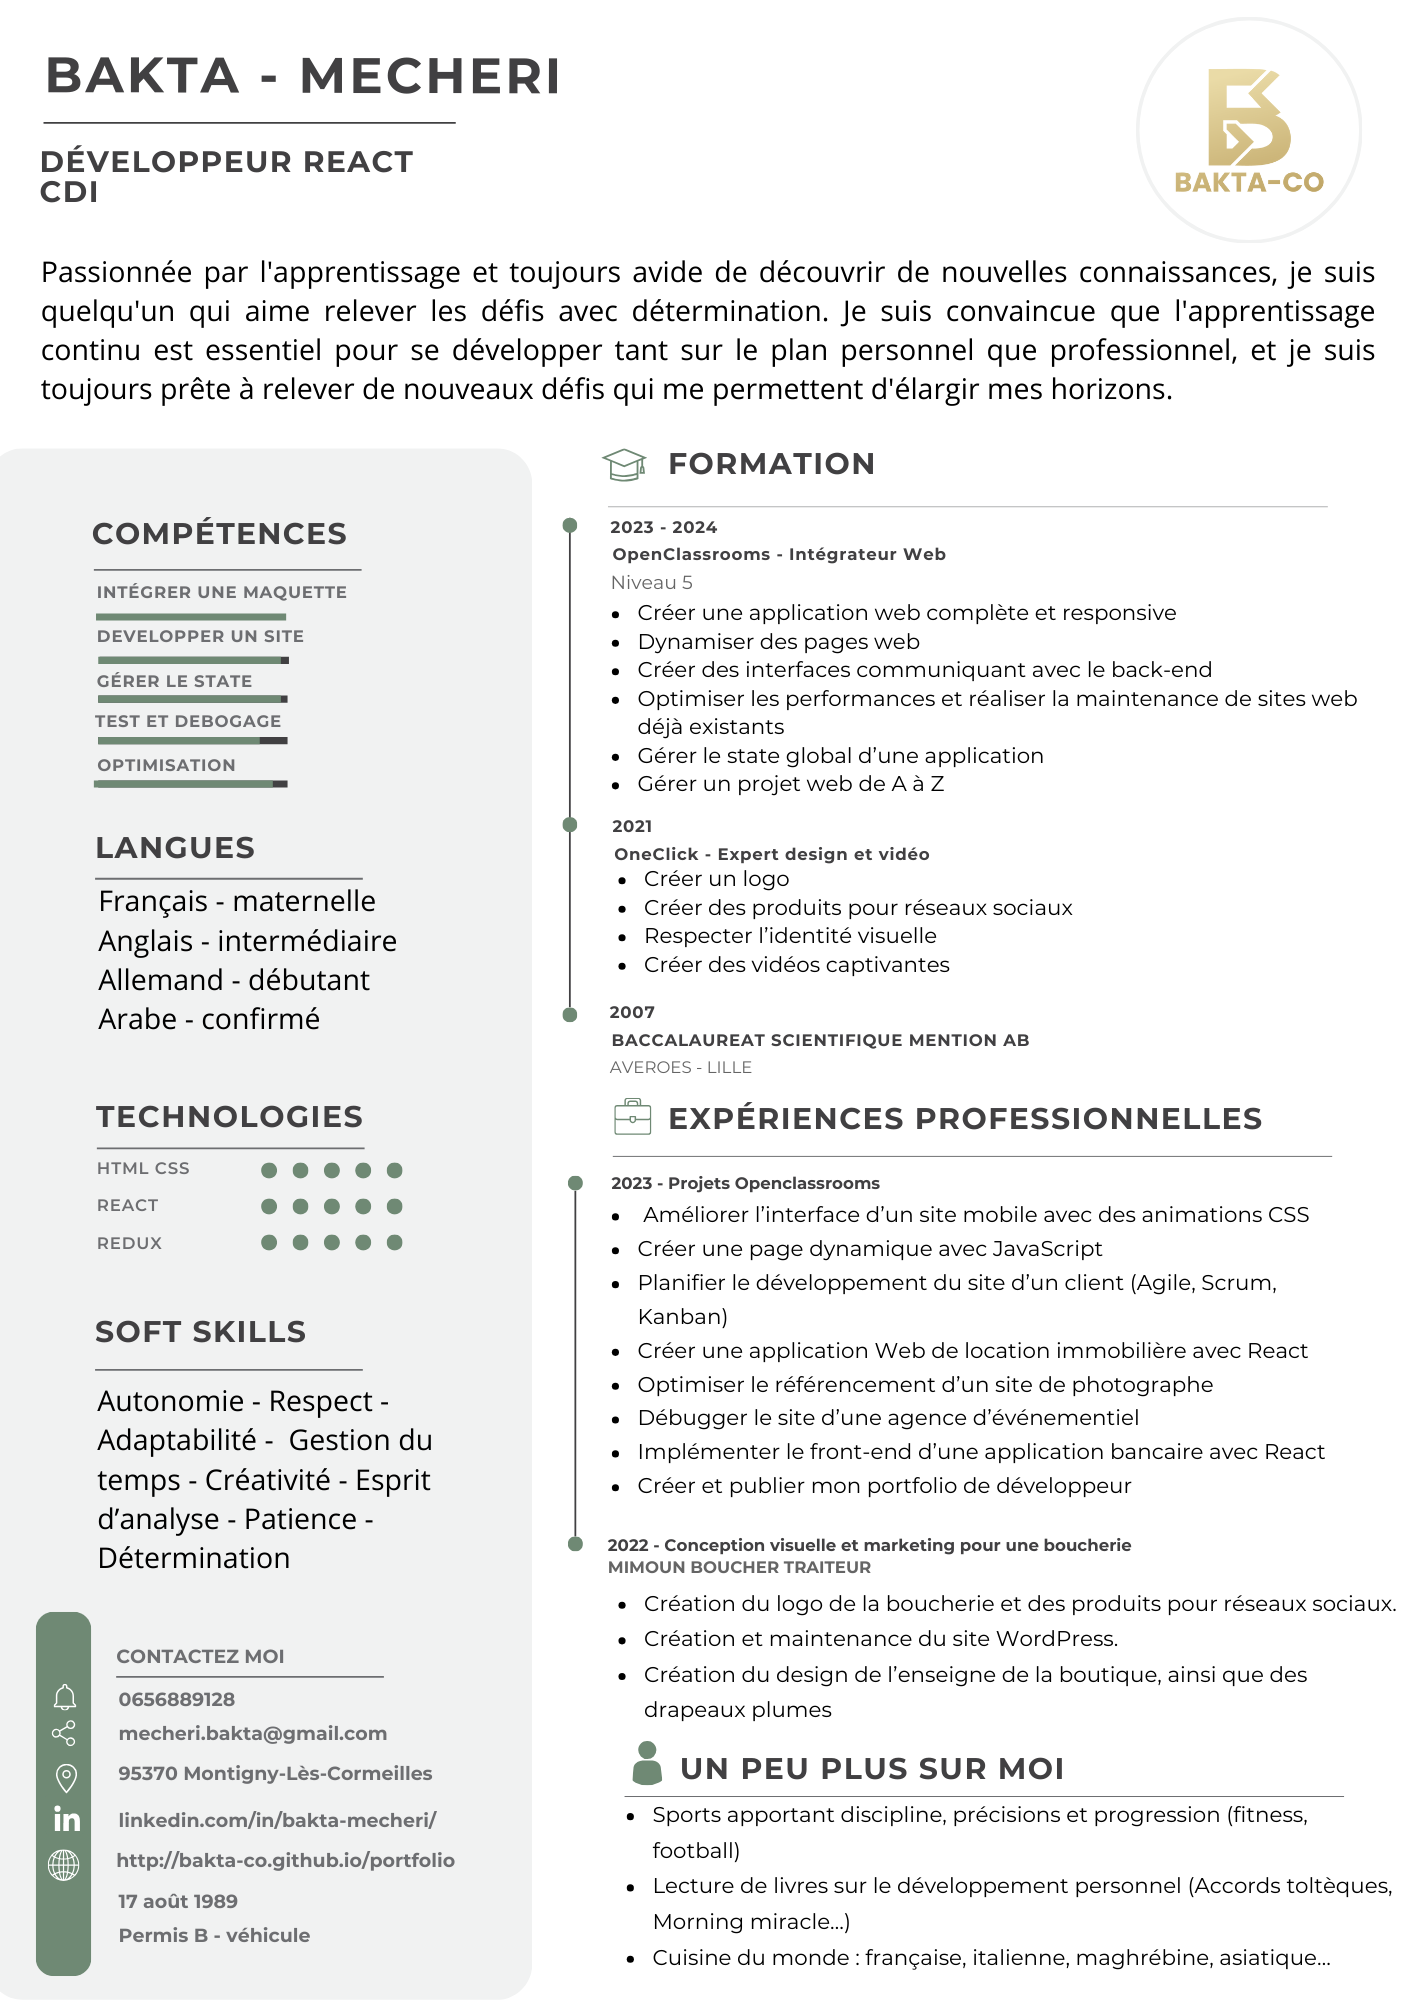 BAKTA - MECHERI
DÉVELOPPEUR REACT
CDI
BAKTA-CO
Passionnée par l'apprentissage et toujours avide de découvrir de nouvelles connaissances, je suis
quelqu'un qui aime relever les défis avec détermination. Je suis convaincue que l'apprentissage
continu est essentiel pour se développer tant sur le plan personnel que professionnel, et je suis
toujours prête à relever de nouveaux défis qui me permettent d'élargir mes horizons.
COMPÉTENCES
INTÉGRER UNE MAQUETTE
DEVELOPPER UN SITE
GÉRER LE STATE
TEST ET DEBOGAGE
OPTIMISATION
LANGUES
Français - maternelle
Anglais - intermédiaire
Allemand - débutant
Arabe - confirmé
TECHNOLOGIES
HTML CSS
REACT
REDUX
SOFT SKILLS
Autonomie - Respect -
Adaptabilité -  Gestion du
temps - Créativité - Esprit
d’analyse - Patience -
Détermination
CONTACTEZ MOI
0656889128
mecheri.bakta@gmail.com
95370 Montigny-Lès-Cormeilles
in
linkedin.com/in/bakta-mecheri/
http://bakta-co.github.io/portfolio
17 août 1989
Permis B - véhicule
FORMATION
2023 - 2024
OpenClassrooms - Intégrateur Web
Niveau 5
• Créer une application web complète et responsive
• Dynamiser des pages web
• Créer des interfaces communiquant avec le back-end
• Optimiser les performances et réaliser la maintenance de sites web
déjà existants
• Gérer le state global d’une application
• Gérer un projet web de A à Z
2021
OneClick - Expert design et vidéo
• Créer un logo
• Créer des produits pour réseaux sociaux
• Respecter l’identité visuelle
• Créer des vidéos captivantes
2007
BACCALAUREAT SCIENTIFIQUE MENTION AB
AVEROES - LILLE
EXPÉRIENCES PROFESSIONNELLES
2023 - Projets Openclassrooms
• Améliorer l’interface d’un site mobile avec des animations CSS
• Créer une page dynamique avec JavaScript
• Planifier le développement du site d’un client (Agile, Scrum,
Kanban)
• Créer une application Web de location immobilière avec React
• Optimiser le référencement d’un site de photographe
• Débugger le site d’une agence d’événementiel
• Implémenter le front-end d’une application bancaire avec React
• Créer et publier mon portfolio de développeur
2022 - Conception visuelle et marketing pour une boucherie
MIMOUN BOUCHER TRAITEUR
• Création du logo de la boucherie et des produits pour réseaux sociaux.
• Création et maintenance du site WordPress.
• Création du design de l’enseigne de la boutique, ainsi que des
drapeaux plumes
UN PEU PLUS SUR MOI
• Sports apportant discipline, précisions et progression (fitness,
football)
• Lecture de livres sur le développement personnel (Accords toltèques,
Morning miracle...)
• Cuisine du monde : française, italienne, maghrébine, asiatique...